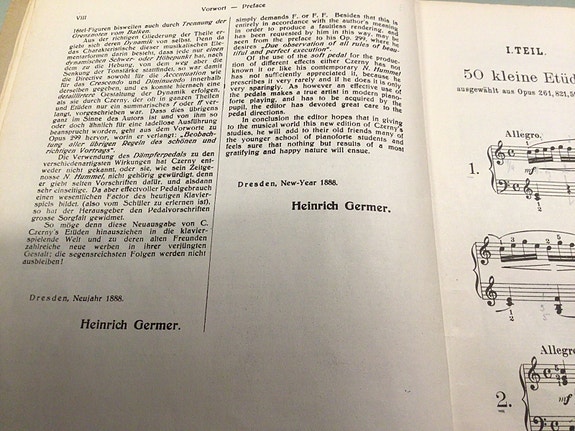 VIII
Vorwort — Preface
16tel-Figuren bisweilen auch durch Trennung der
Grenznoten vom Balken.
Aus der richtigen Gliederung der Theile er-
giebt sich deren Dynamik von selbst. Denn da
das Charakteristische dieser musikalischen Ele-
mentarformen darin besteht, dass jede nur einen
dynamischen Schwer- oder Höhepunkt hat, nach
dem zu die Hebung, von dem weg aber die
Senkung der Tonstärke stattfindet, so war damit
die Directive sowohl für die Accentuation wie
für das Crescendo und Diminuendo innerhalb
derselben gegeben, und es konnte hiernach eine
detaillirtere Gestaltung der Dynamik erfolgen,
als sie durch Czerny, der oft in ganzen Theilen
und Etüden nur ein summarisches f oder ff ver-
langt, vorgeschrieben war. Dass dies übrigens
ganz im Sinne des Autors ist und von ihm so
oder doch ähnlich für eine tadellose Ausführung
beansprucht worden, geht aus dem Vorworte zu
Opus 299 hervor, worin er verlangt: „Beobach-
tung aller übrigen Regeln des schönen und
richtigen Vortrags".
Die Verwendung des Dämpferpedals zu den
verschiedenartigsten Wirkungen hat Czerny ent-
weder nicht gekannt, oder sie, wie sein Zeitge-
nosse N Hummel, nicht gehörig gewürdigt, denn
er giebt selten Vorschriften dafür, und alsdann
sehr einseitige. Da aber effectvoller Pedalgebrauch
einen wesentlichen Factor des heutigen Klavier-
spiels bildet, (also vom Schüler zu erlernen ist),
so hat der Herausgeber den Pedalvorschriften
grosse Sorgfalt gewidmet.
So möge denn diese Neuausgabe von C.
Czerny's Etüden hinausziehen in die klavier-
spielende Welt und zu deren alten Freunden
zahlreiche neue werben in ihrer verjüngten
Gestalt; die segensreichsten Folgen werden nicht
ausbleiben!
Dresden, Neujahr 1888.
Heinrich Germer.
simply demands F. or F. F. Besides that this is
entirely in accordance with the author's meaning
in order to produce a faultless rendering, and
has been requested by him in this way, may be
seen from the preface to his Op. 299, where he
desires „Due observation of all rules of beau-
tiful and perfect execution".
Of the use of the soft pedal for the produc-
tion of different effects either Czerny has not
known it or like his contemporary N. Hummel
has not sufficiently appreciated it, because he
prescribes it very rarely and if he does it is only
very sparingly. As however an effective use of
the pedals makes a true artist in modern piano-
forte playing, and has to be acquired by the
pupil, the editor has devoted great care to the
pedal directions.
In conclusion the editor hopes that in giving
to the musical world this new edition of Czerny's
studies, he will add to their old friends many of
the younger school of pianoforte students and
feels sure that nothing but results of a most
gratifying and happy nature will ensue.
Dresden, New-Year 1888.
Heinrich Germer.
I. TEIL.
50 kleine Etüd
ausgewählt aus Opus 261, 821, 59
Allegro.
1.
mf
Allegro
2.
mf